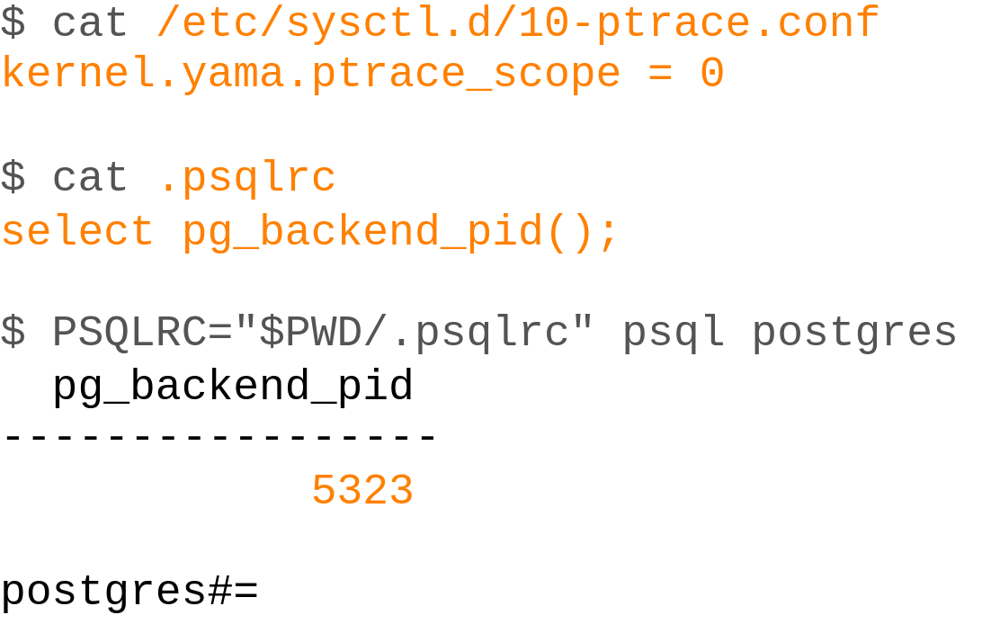 $ cat /etc/sysctl.d/10-ptrace.conf
kernel.yama.ptrace_scope = 0
$ cat .psqlrc
select pg_backend_pid();
$ PSQLRC="$PWD/.psqlrc" psql postgres
pg_backend_pid
-----------------
5323
postgres#=